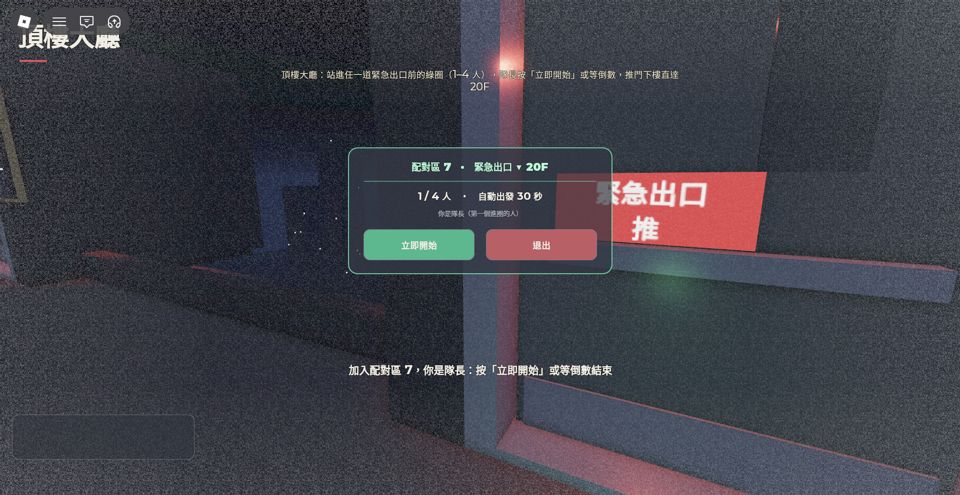 頂樓大廳
頂樓大廳：站進任一道緊急出口前的綠圈（1–4 人），隊長按「立即開始」或等倒數，推門下樓直達
20F
配對區 7 • 緊急出口 ▼ 20F
1 / 4 人 • 自動出發 30 秒
你是隊長（第一個進圈的人）
立即開始
退出
緊急出口
推
加入配對區 7，你是隊長：按「立即開始」或等倒數結束